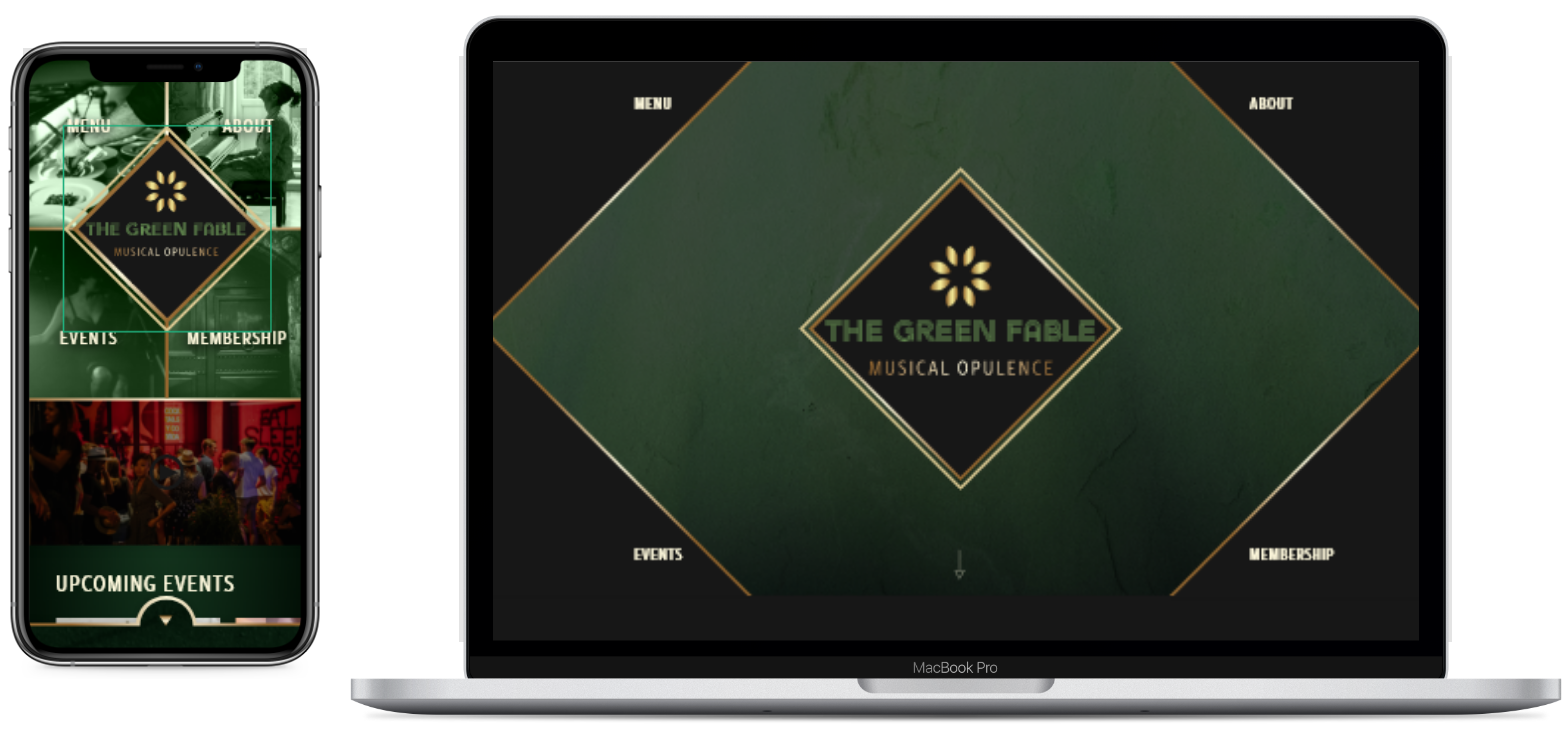 MENU
ABOUT
THE GREEN FABLE
MUSICAL OPULENCE
EVENTS
MEMBERSHIP
UPCOMING EVENTS
MENU
ABOUT
THE GREEN FABLE
MUSICAL OPULENCE
EVENTS
MEMBERSHIP
MacBook Pro